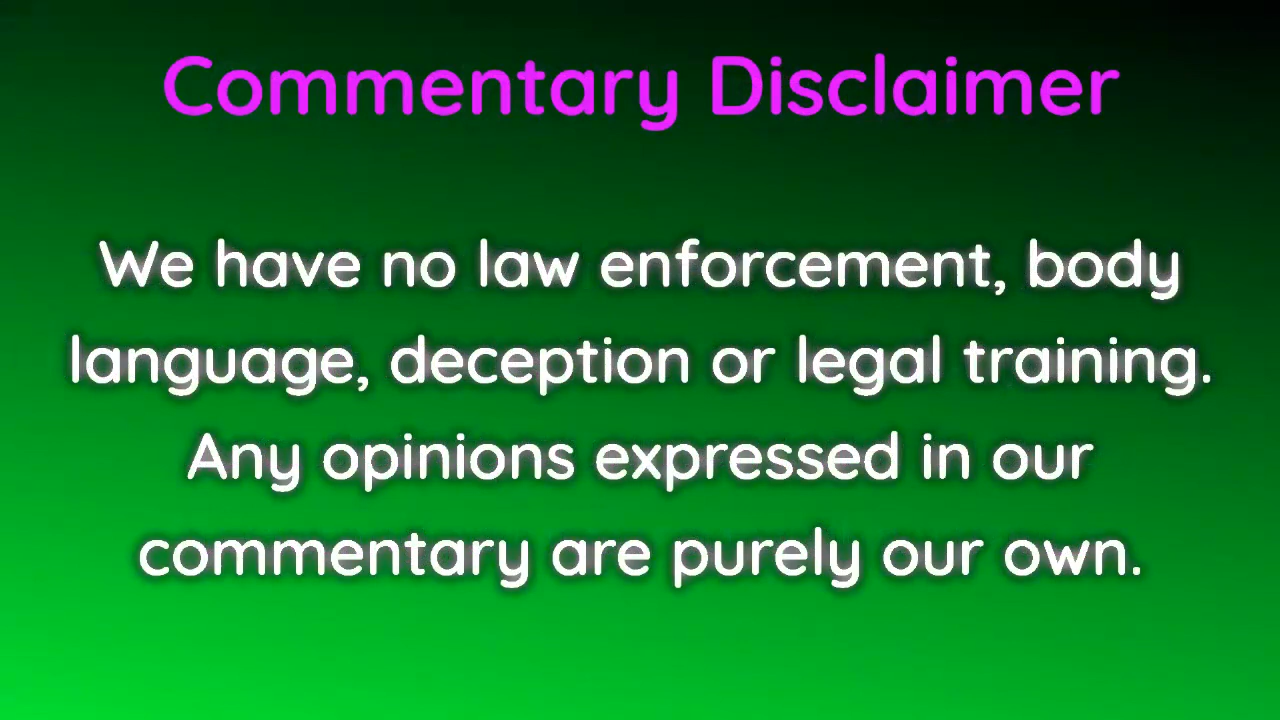 Commentary Disclaimer
We have no law enforcement, body
language, deception or legal training.
Any opinions expressed in our
commentary are purely our own.